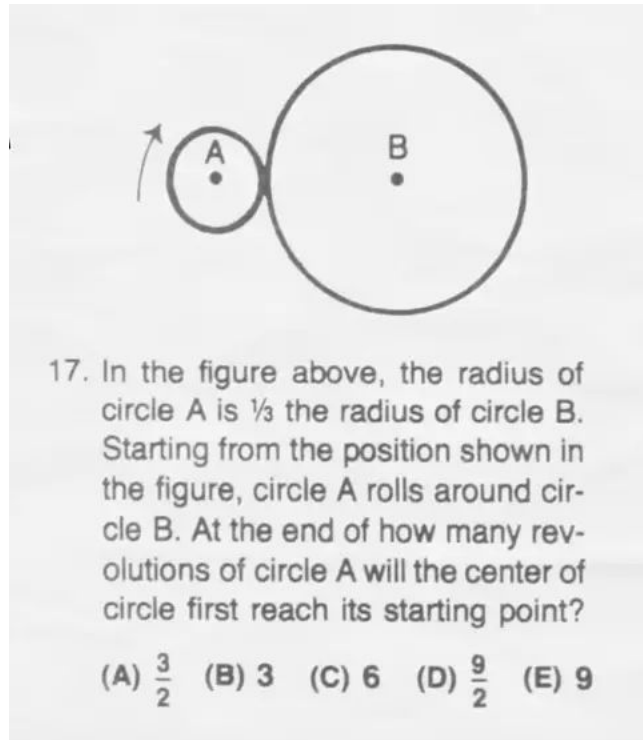 A
B
17. In the figure above, the radius of
circle A is ⅓ the radius of circle B.
Starting from the position shown in
the figure, circle A rolls around cir-
cle B. At the end of how many rev-
olutions of circle A will the center of
circle first reach its starting point?
(A) 3/2 (B) 3 (C) 6 (D) 9/2 (E) 9